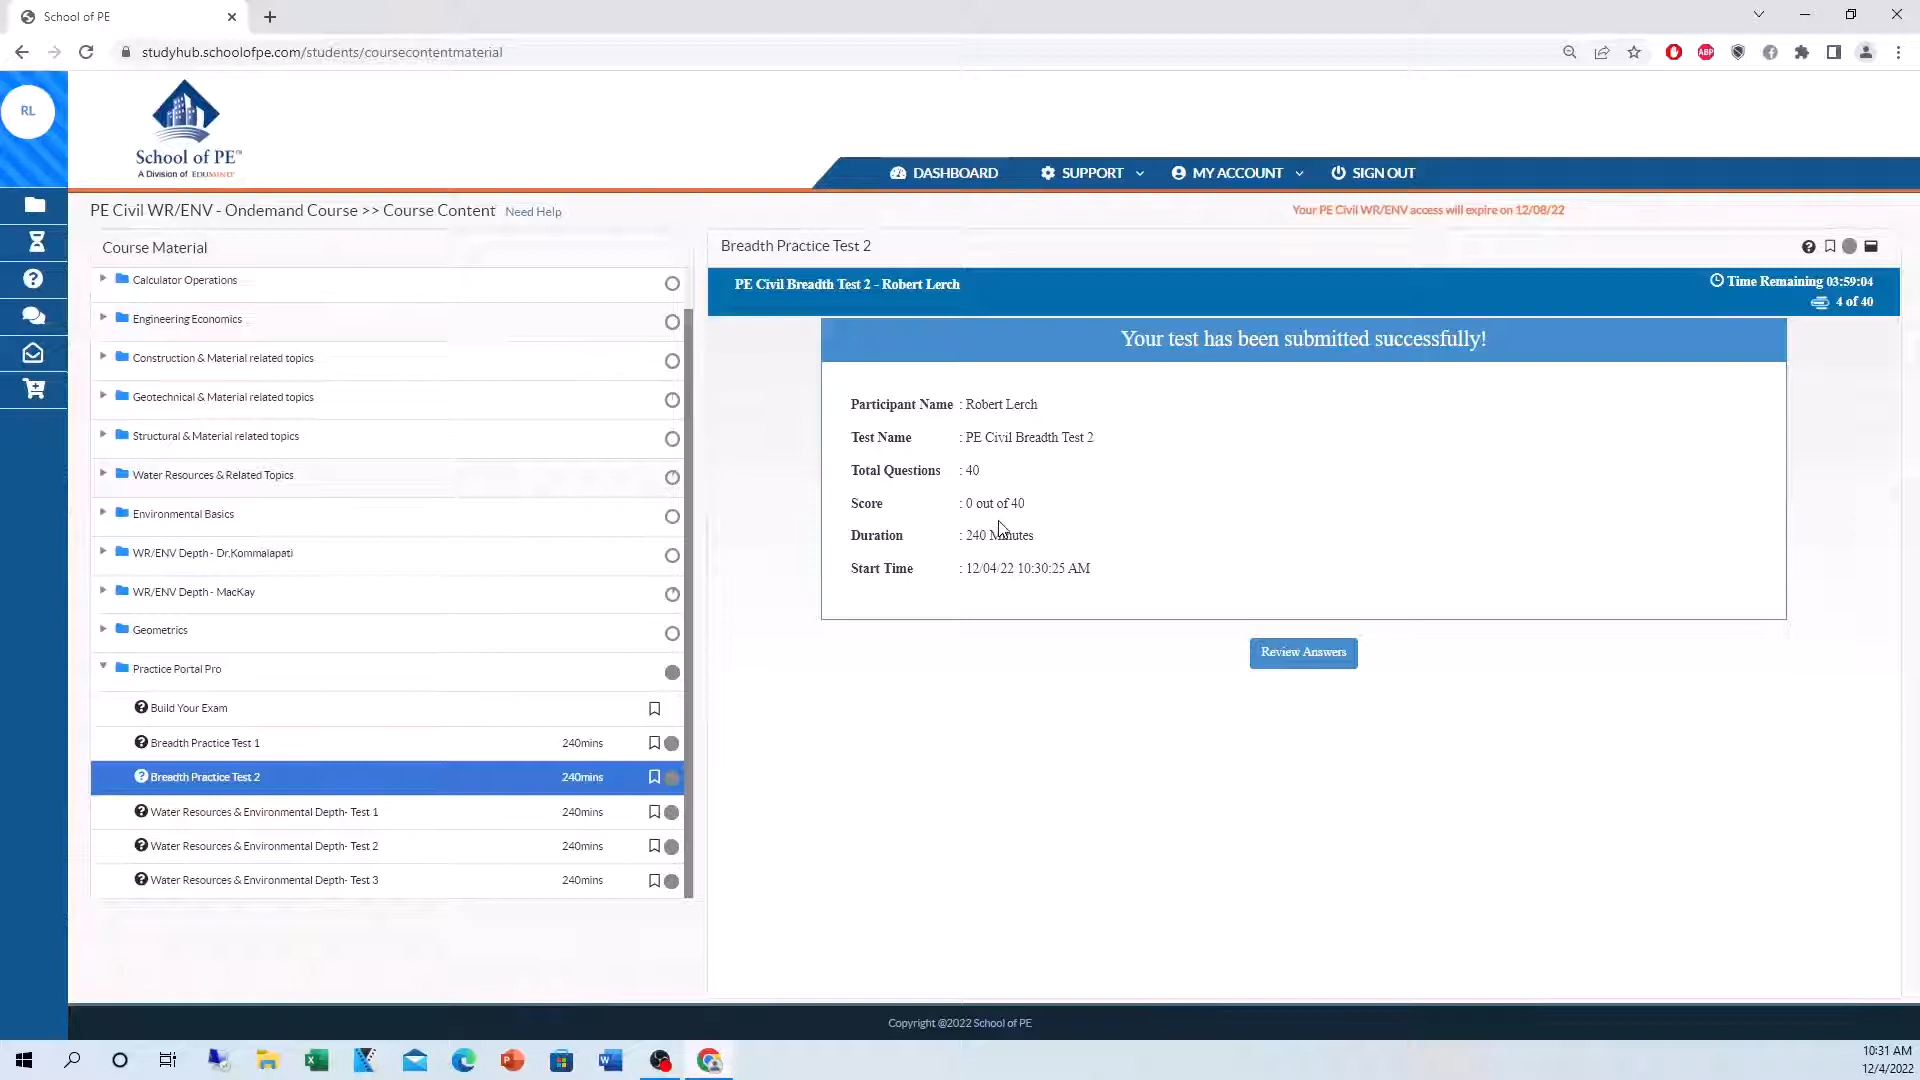 School of PE
studyhub.schoolofpe.com/students/coursecontentmaterial
ABP
RL
School of PE™
A Division of EDUMIND
DASHBOARD
SUPPORT
MY ACCOUNT
SIGN OUT
PE Civil WR/ENV - Ondemand Course >> Course Content
Need Help
Your PE Civil WR/ENV access will expire on 12/08/22
Course Material
Calculator Operations
Engineering Economics
Construction & Material related topics
Geotechnical & Material related topics
Structural & Material related topics
Water Resources & Related Topics
Environmental Basics
WR/ENV Depth - Dr.Kommalapati
WR/ENV Depth - MacKay
Geometrics
Practice Portal Pro
Build Your Exam
Breadth Practice Test 1 240mins
Breadth Practice Test 2 240mins
Water Resources & Environmental Depth- Test 1 240mins
Water Resources & Environmental Depth- Test 2 240mins
Water Resources & Environmental Depth- Test 3 240mins
Breadth Practice Test 2
PE Civil Breadth Test 2 - Robert Lerch
Time Remaining 03:59:04
4 of 40
Your test has been submitted successfully!
Participant Name : Robert Lerch
Test Name : PE Civil Breadth Test 2
Total Questions : 40
Score : 0 out of 40
Duration : 240 Minutes
Start Time : 12/04/22 10:30:25 AM
Review Answers
Copyright @2022 School of PE
10:31 AM
12/4/2022